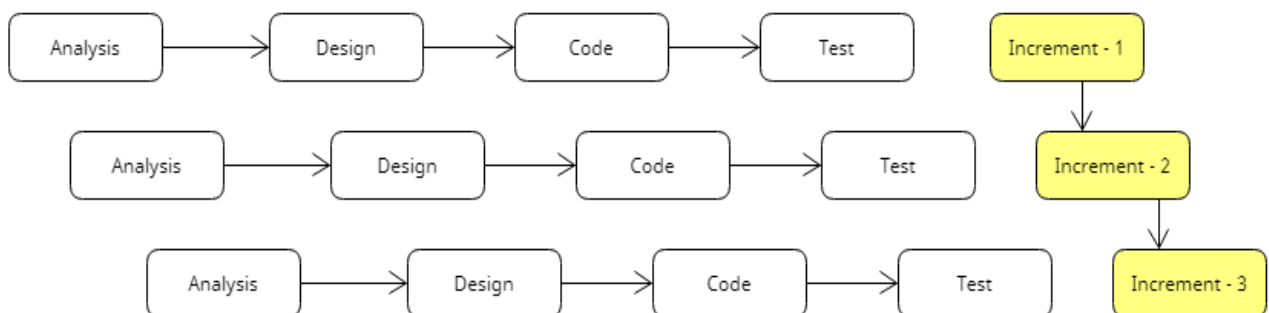 Analysis
Design
Code
Test
Increment - 1
Analysis
Design
Code
Test
Increment - 2
Analysis
Design
Code
Test
Increment - 3